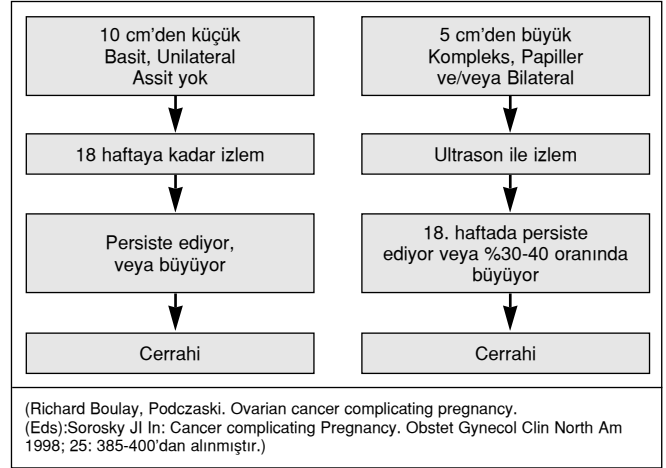 10 cm'den küçük
Basit, Unilateral
Assit yok
18 haftaya kadar izlem
Persiste ediyor,
veya büyüyor
Cerrahi
5 cm'den büyük
Kompleks, Papiller
ve/veya Bilateral
Ultrason ile izlem
18. haftada persiste
ediyor veya %30-40 oranında
büyüyor
Cerrahi
(Richard Boulay, Podczaski. Ovarian cancer complicating pregnancy.
(Eds):Sorosky JI In: Cancer complicating Pregnancy. Obstet Gynecol Clin North Am
1998; 25: 385-400'dan alınmıştır.)